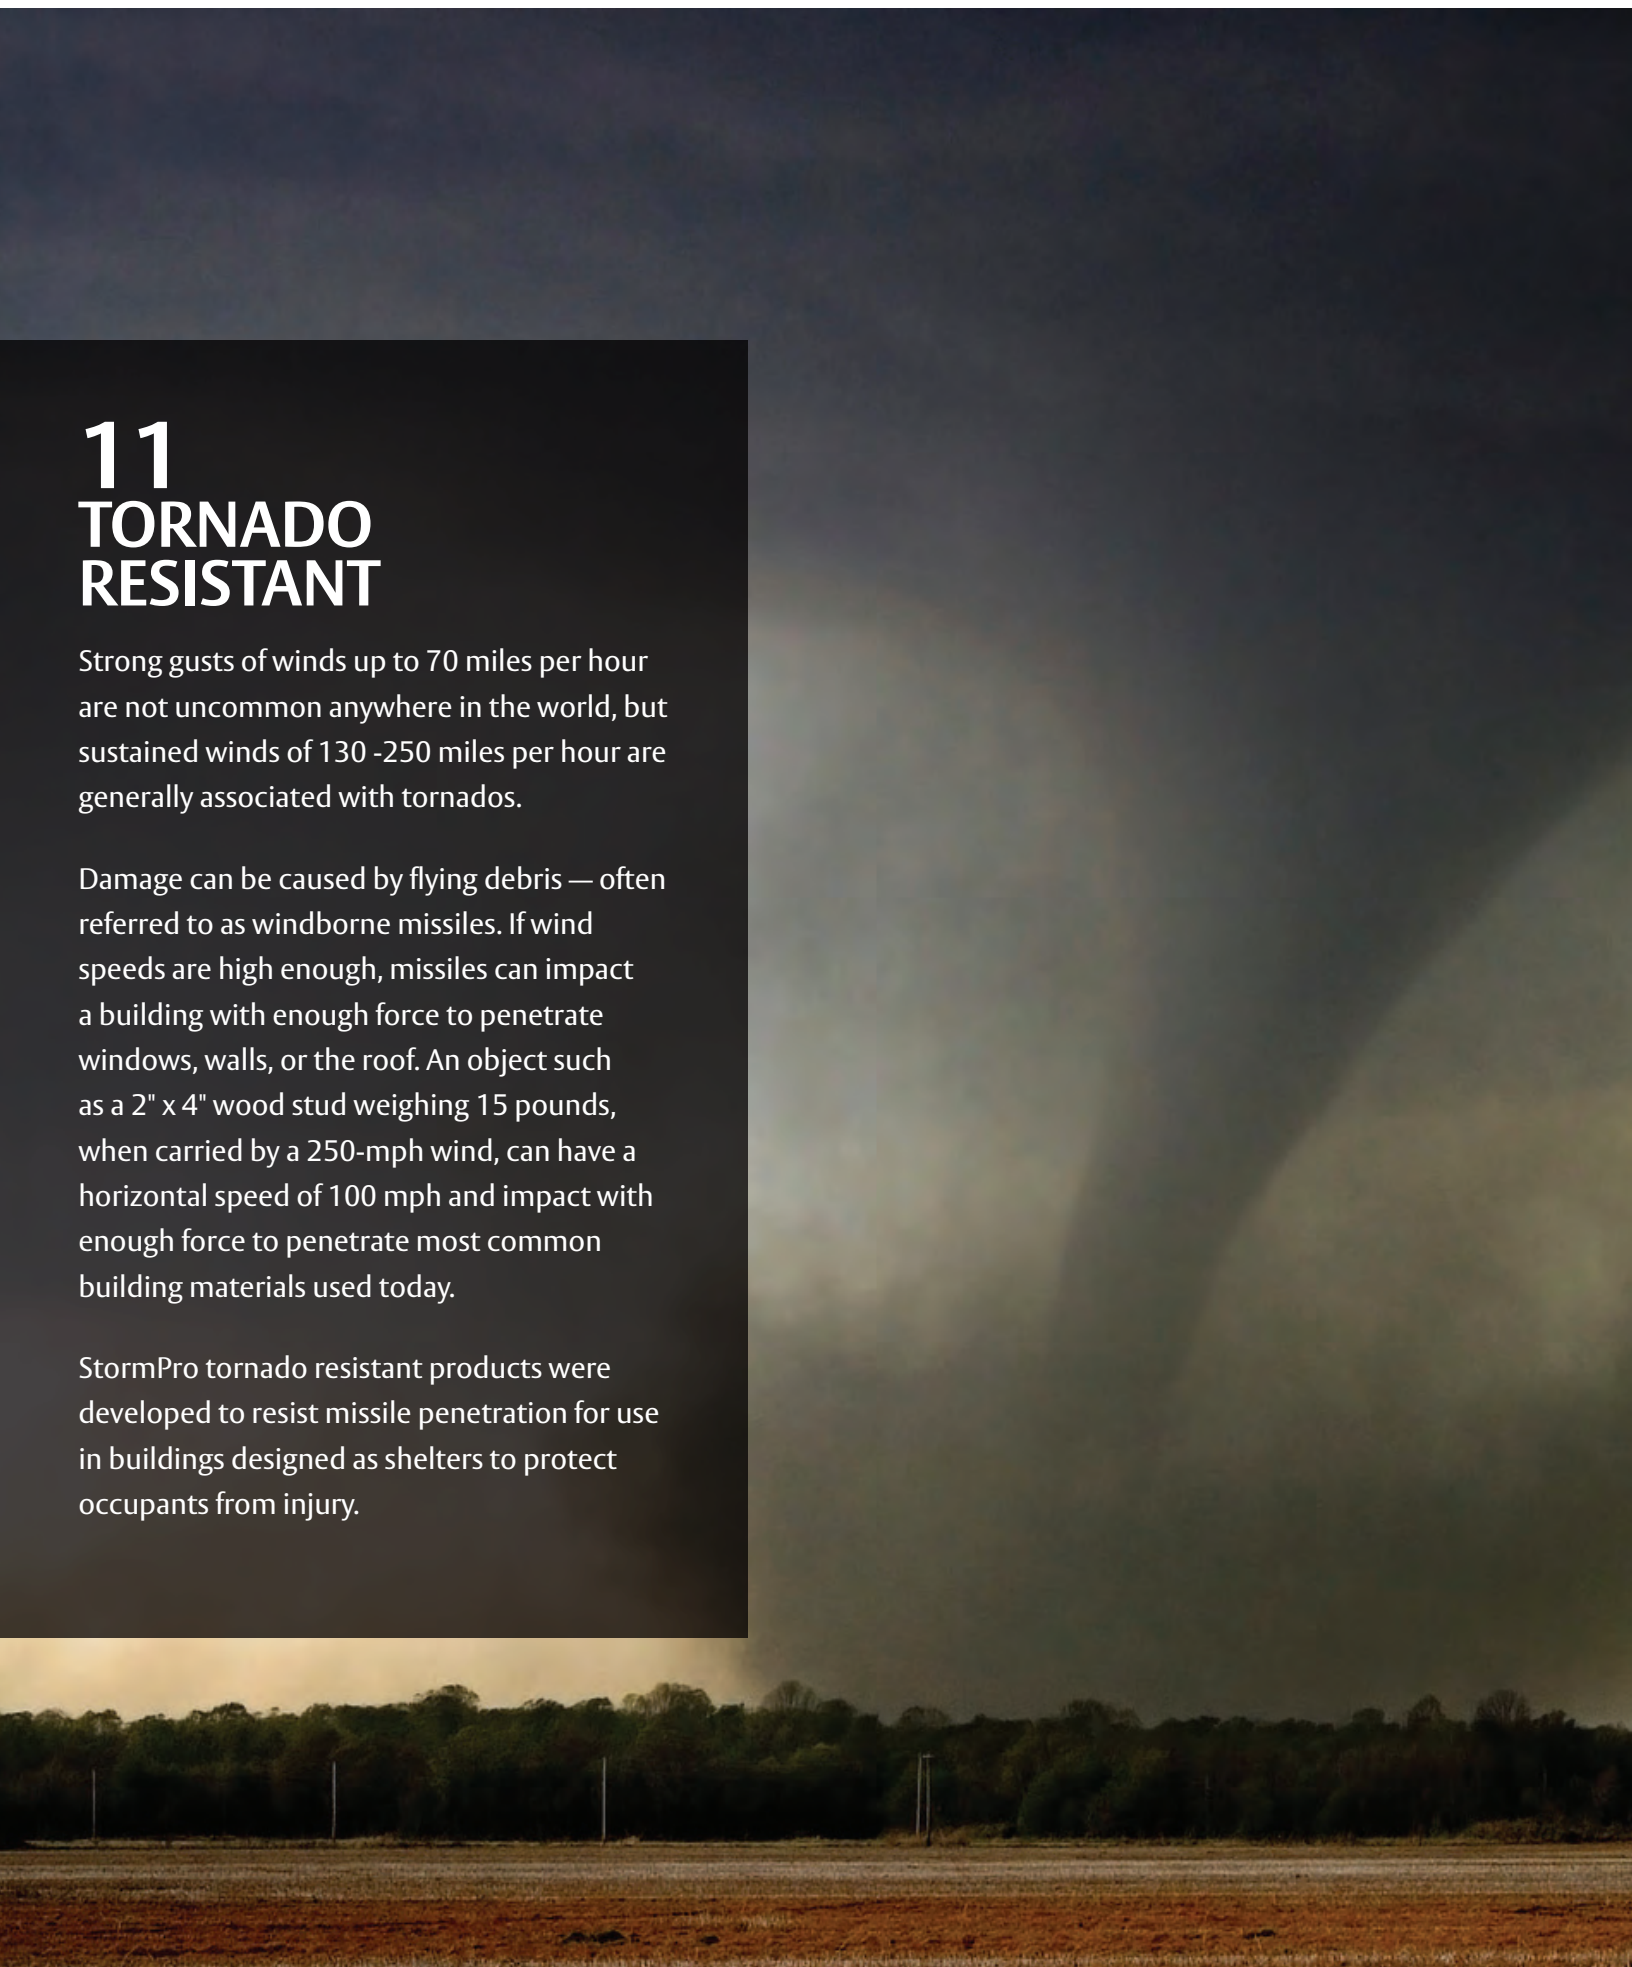 11
TORNADO
RESISTANT
Strong gusts of winds up to 70 miles per hour
are not uncommon anywhere in the world, but
sustained winds of 130 -250 miles per hour are
generally associated with tornados.
Damage can be caused by flying debris — often
referred to as windborne missiles. If wind
speeds are high enough, missiles can impact
a building with enough force to penetrate
windows, walls, or the roof. An object such
as a 2" x 4" wood stud weighing 15 pounds,
when carried by a 250-mph wind, can have a
horizontal speed of 100 mph and impact with
enough force to penetrate most common
building materials used today.
StormPro tornado resistant products were
developed to resist missile penetration for use
in buildings designed as shelters to protect
occupants from injury.